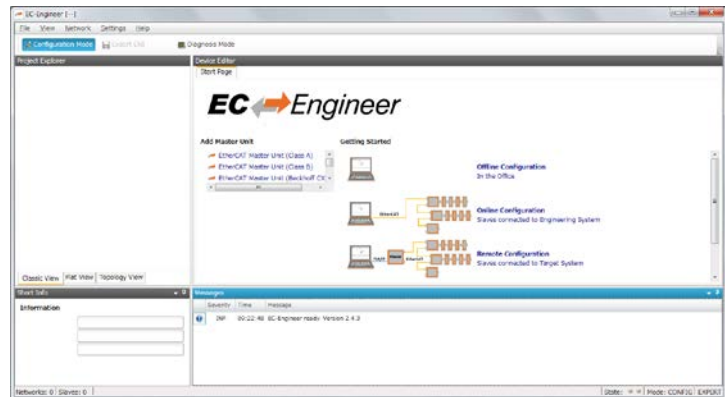 EC-Engineer [--]
File View Network Settings Help
Configuration Mode Export ENI Diagnosis Mode
Project Explorer
Device Editor
Start Page
EC Engineer
Add Master Unit
EtherCAT Master Unit (Class A)
EtherCAT Master Unit (Class B)
EtherCAT Master Unit (Beckhoff CX
Getting Started
Offline Configuration
In the Office
EtherCAT
Online Configuration
Slaves connected to Engineering System
EtherCAT
Remote Configuration
Slaves connected to Target System
Classic View Flat View Topology View
Short Info
Information
Messages
Severity Time Message
INF 09:22:48 EC-Engineer ready. Version 2.4.3
Networks: 0 Slaves: 0
State: Mode: CONFIG EXPERT